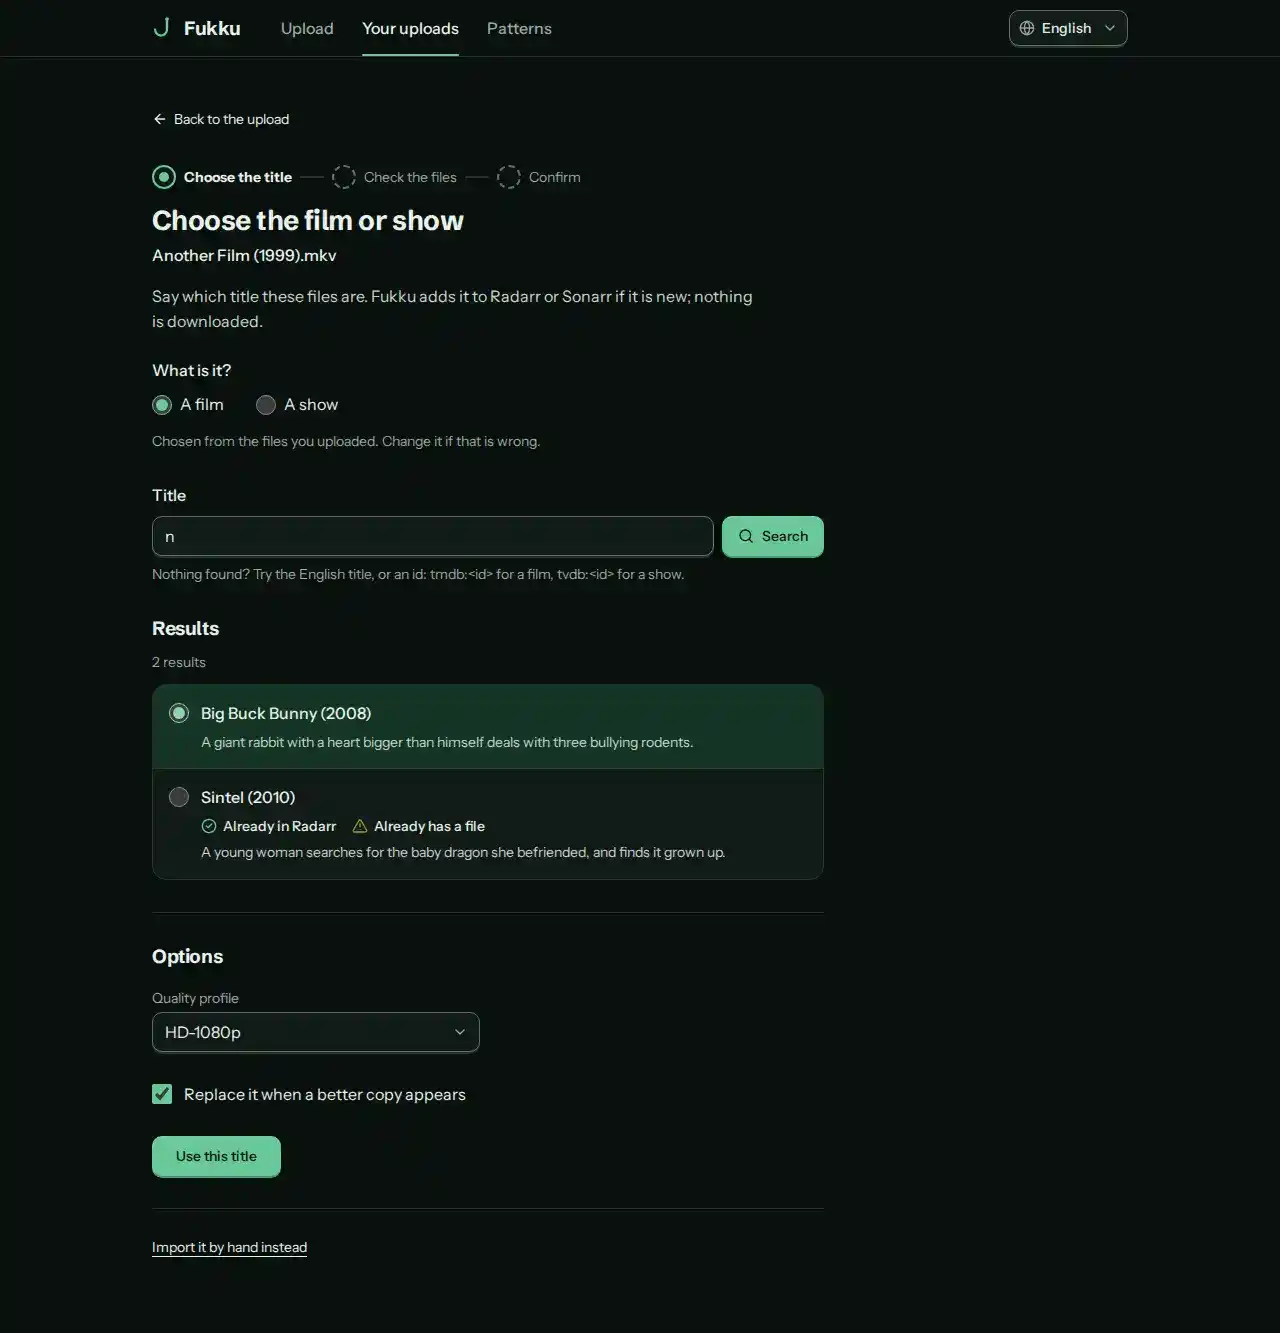 Fukku
Upload
Your uploads
Patterns
English
Back to the upload
Choose the title
Check the files
Confirm
Choose the film or show
Another Film (1999).mkv
Say which title these files are. Fukku adds it to Radarr or Sonarr if it is new; nothing
is downloaded.
What is it?
A film
A show
Chosen from the files you uploaded. Change it if that is wrong.
Title
n
Search
Nothing found? Try the English title, or an id: tmdb:<id> for a film, tvdb:<id> for a show.
Results
2 results
Big Buck Bunny (2008)
A giant rabbit with a heart bigger than himself deals with three bullying rodents.
Sintel (2010)
Already in Radarr
Already has a file
A young woman searches for the baby dragon she befriended, and finds it grown up.
Options
Quality profile
HD-1080p
Replace it when a better copy appears
Use this title
Import it by hand instead